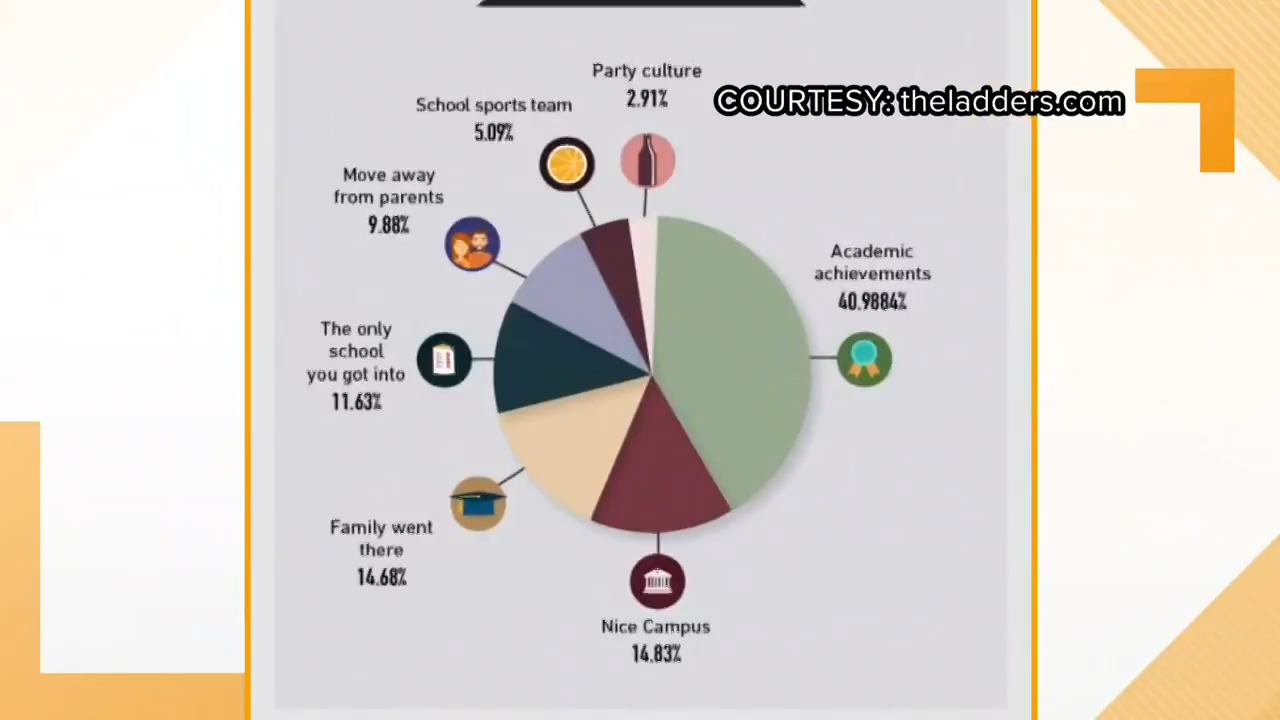 Party culture
2.91%
COURTESY: theladders.com
School sports team
5.09%
Move away
from parents
9.88%
Academic
achievements
40.9884%
The only
school
you got into
11.63%
Family went
there
14.68%
Nice Campus
14.83%